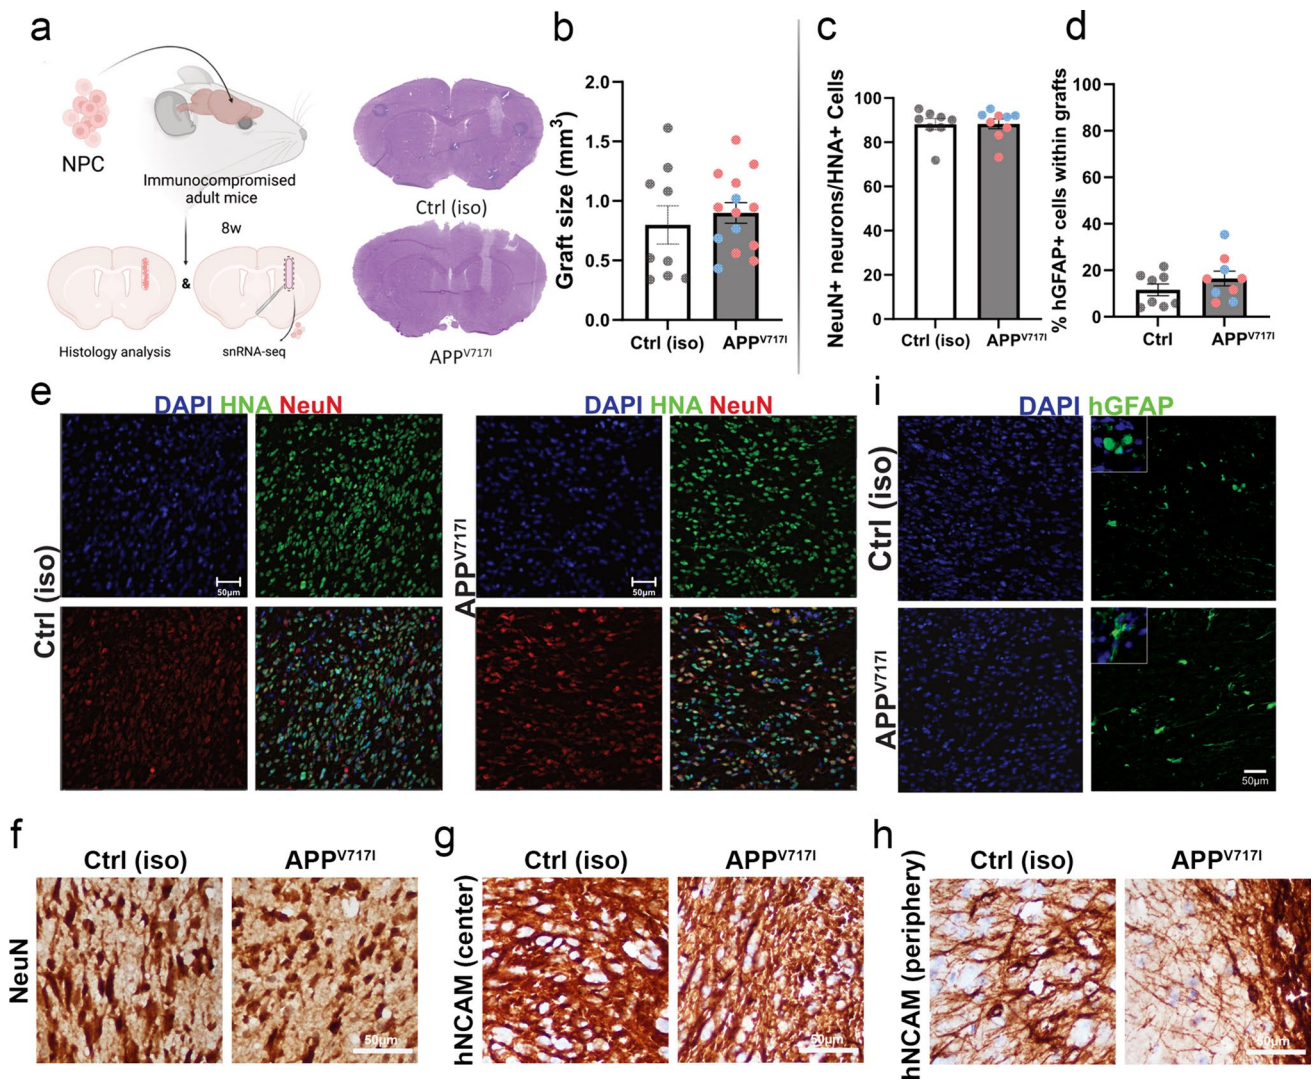 a
NPC
Immunocompromised
adult mice
8w
&
Histology analysis
snRNA-seq
Ctrl (iso)
APPV717I
b
Graft size (mm3)
2.0
1.5
1.0
0.5
0.0
Ctrl (iso)
APPV717I
c
NeuN+ neurons/HNA+ Cells
100
80
60
40
20
0
Ctrl (iso)
APPV717I
d
% hGFAP+ cells within grafts
100
80
60
40
20
0
Ctrl
APPV717I
e
DAPI HNA NeuN
DAPI HNA NeuN
Ctrl (iso)
50µm
APPV717I
50µm
i
DAPI hGFAP
Ctrl (iso)
APPV717I
50µm
f
Ctrl (iso)
APPV717I
NeuN
50µm
g
Ctrl (iso)
APPV717I
hNCAM (center)
50µm
h
Ctrl (iso)
APPV717I
hNCAM (periphery)
50µm